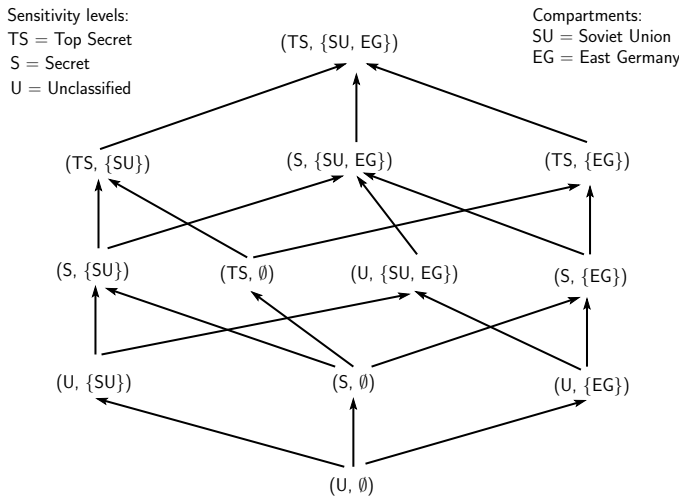 Sensitivity levels:
TS = Top Secret
S = Secret
U = Unclassified
Compartments:
SU = Soviet Union
EG = East Germany
(TS, {SU, EG})
(TS, {SU})
(S, {SU, EG})
(TS, {EG})
(S, {SU})
(TS, ∅)
(U, {SU, EG})
(S, {EG})
(U, {SU})
(S, ∅)
(U, {EG})
(U, ∅)